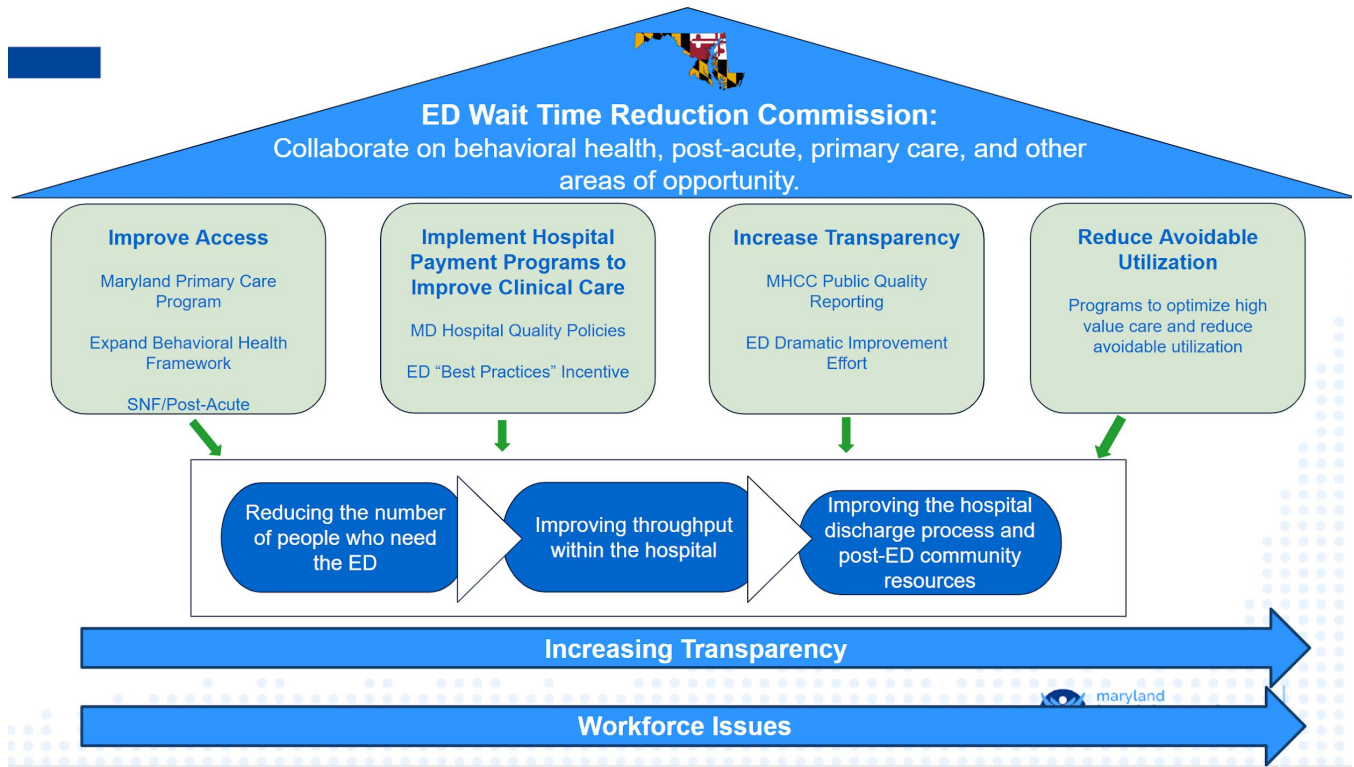 ED Wait Time Reduction Commission:
Collaborate on behavioral health, post-acute, primary care, and other
areas of opportunity.
Improve Access
Maryland Primary Care
Program
Expand Behavioral Health
Framework
SNF/Post-Acute
Implement Hospital
Payment Programs to
Improve Clinical Care
MD Hospital Quality Policies
ED “Best Practices” Incentive
Increase Transparency
MHCC Public Quality
Reporting
ED Dramatic Improvement
Effort
Reduce Avoidable
Utilization
Programs to optimize high
value care and reduce
avoidable utilization
Reducing the number
of people who need
the ED
Improving throughput
within the hospital
Improving the hospital
discharge process and
post-ED community
resources
Increasing Transparency
maryland
Workforce Issues